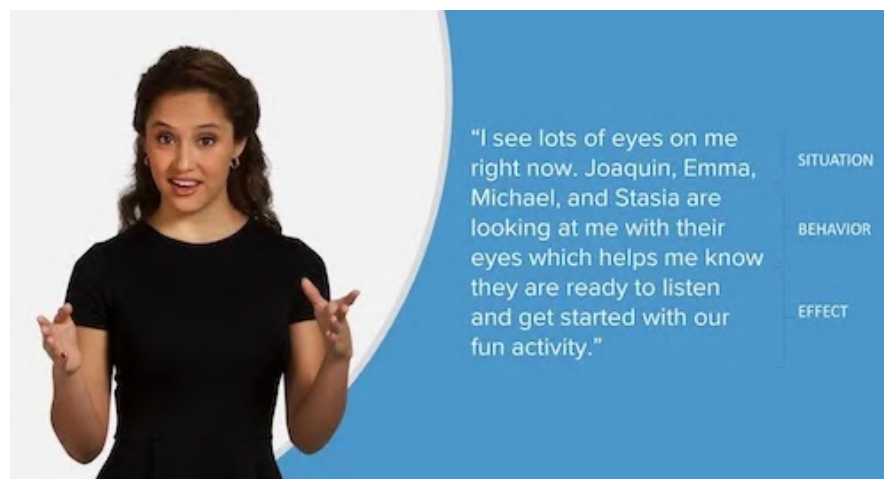 “I see lots of eyes on me
right now. Joaquin, Emma,
Michael, and Stasia are
looking at me with their
eyes which helps me know
they are ready to listen
and get started with our
fun activity.”
SITUATION
BEHAVIOR
EFFECT